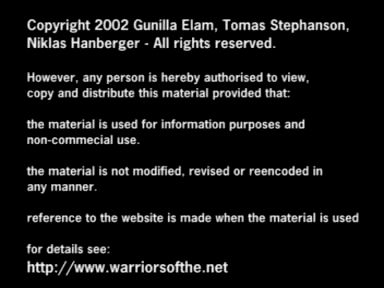 Copyright 2002 Gunilla Elam, Tomas Stephanson,
Niklas Hanberger - All rights reserved.
However, any person is hereby authorised to view,
copy and distribute this material provided that:
the material is used for information purposes and
non-commecial use.
the material is not modified, revised or reencoded in
any manner.
reference to the website is made when the material is used
for details see:
http://www.warriorsofthe.net